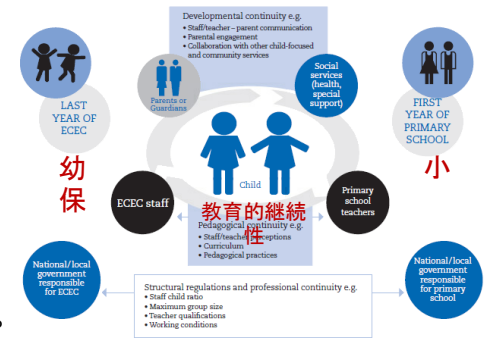 Developmental continuity e.g.
• Staff/teacher – parent communication
• Parental engagement
• Collaboration with other child-focused
and community services
Parents or
Guardians
Social
services
(health,
special
support)
LAST
YEAR OF
ECEC
FIRST
YEAR OF
PRIMARY
SCHOOL
幼
保
小
Child
ECEC staff
Primary
school
teachers
教育的継続
性
Pedagogical continuity e.g.
• Staff/teacher perceptions
• Curriculum
• Pedagogical practices
National/local
government
responsible
for ECEC
National/local
government
responsible
for primary
school
Structural regulations and professional continuity e.g.
• Staff child ratio
• Maximum group size
• Teacher qualifications
• Working conditions